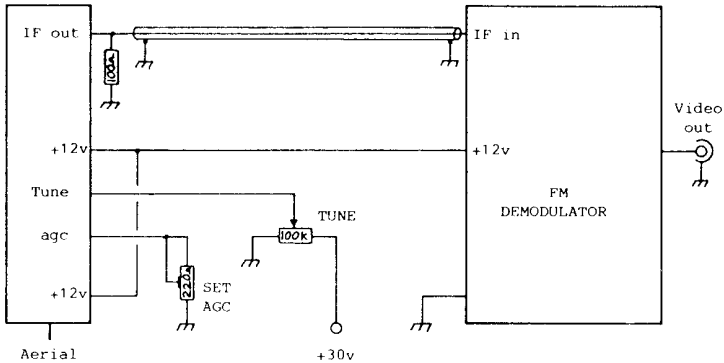 IF out
100Ω
IF in
Video
out
+12v
+12v
Tune
TUNE
FM
DEMODULATOR
100k
agc
220Ω
SET
AGC
+12v
Aerial
+30v